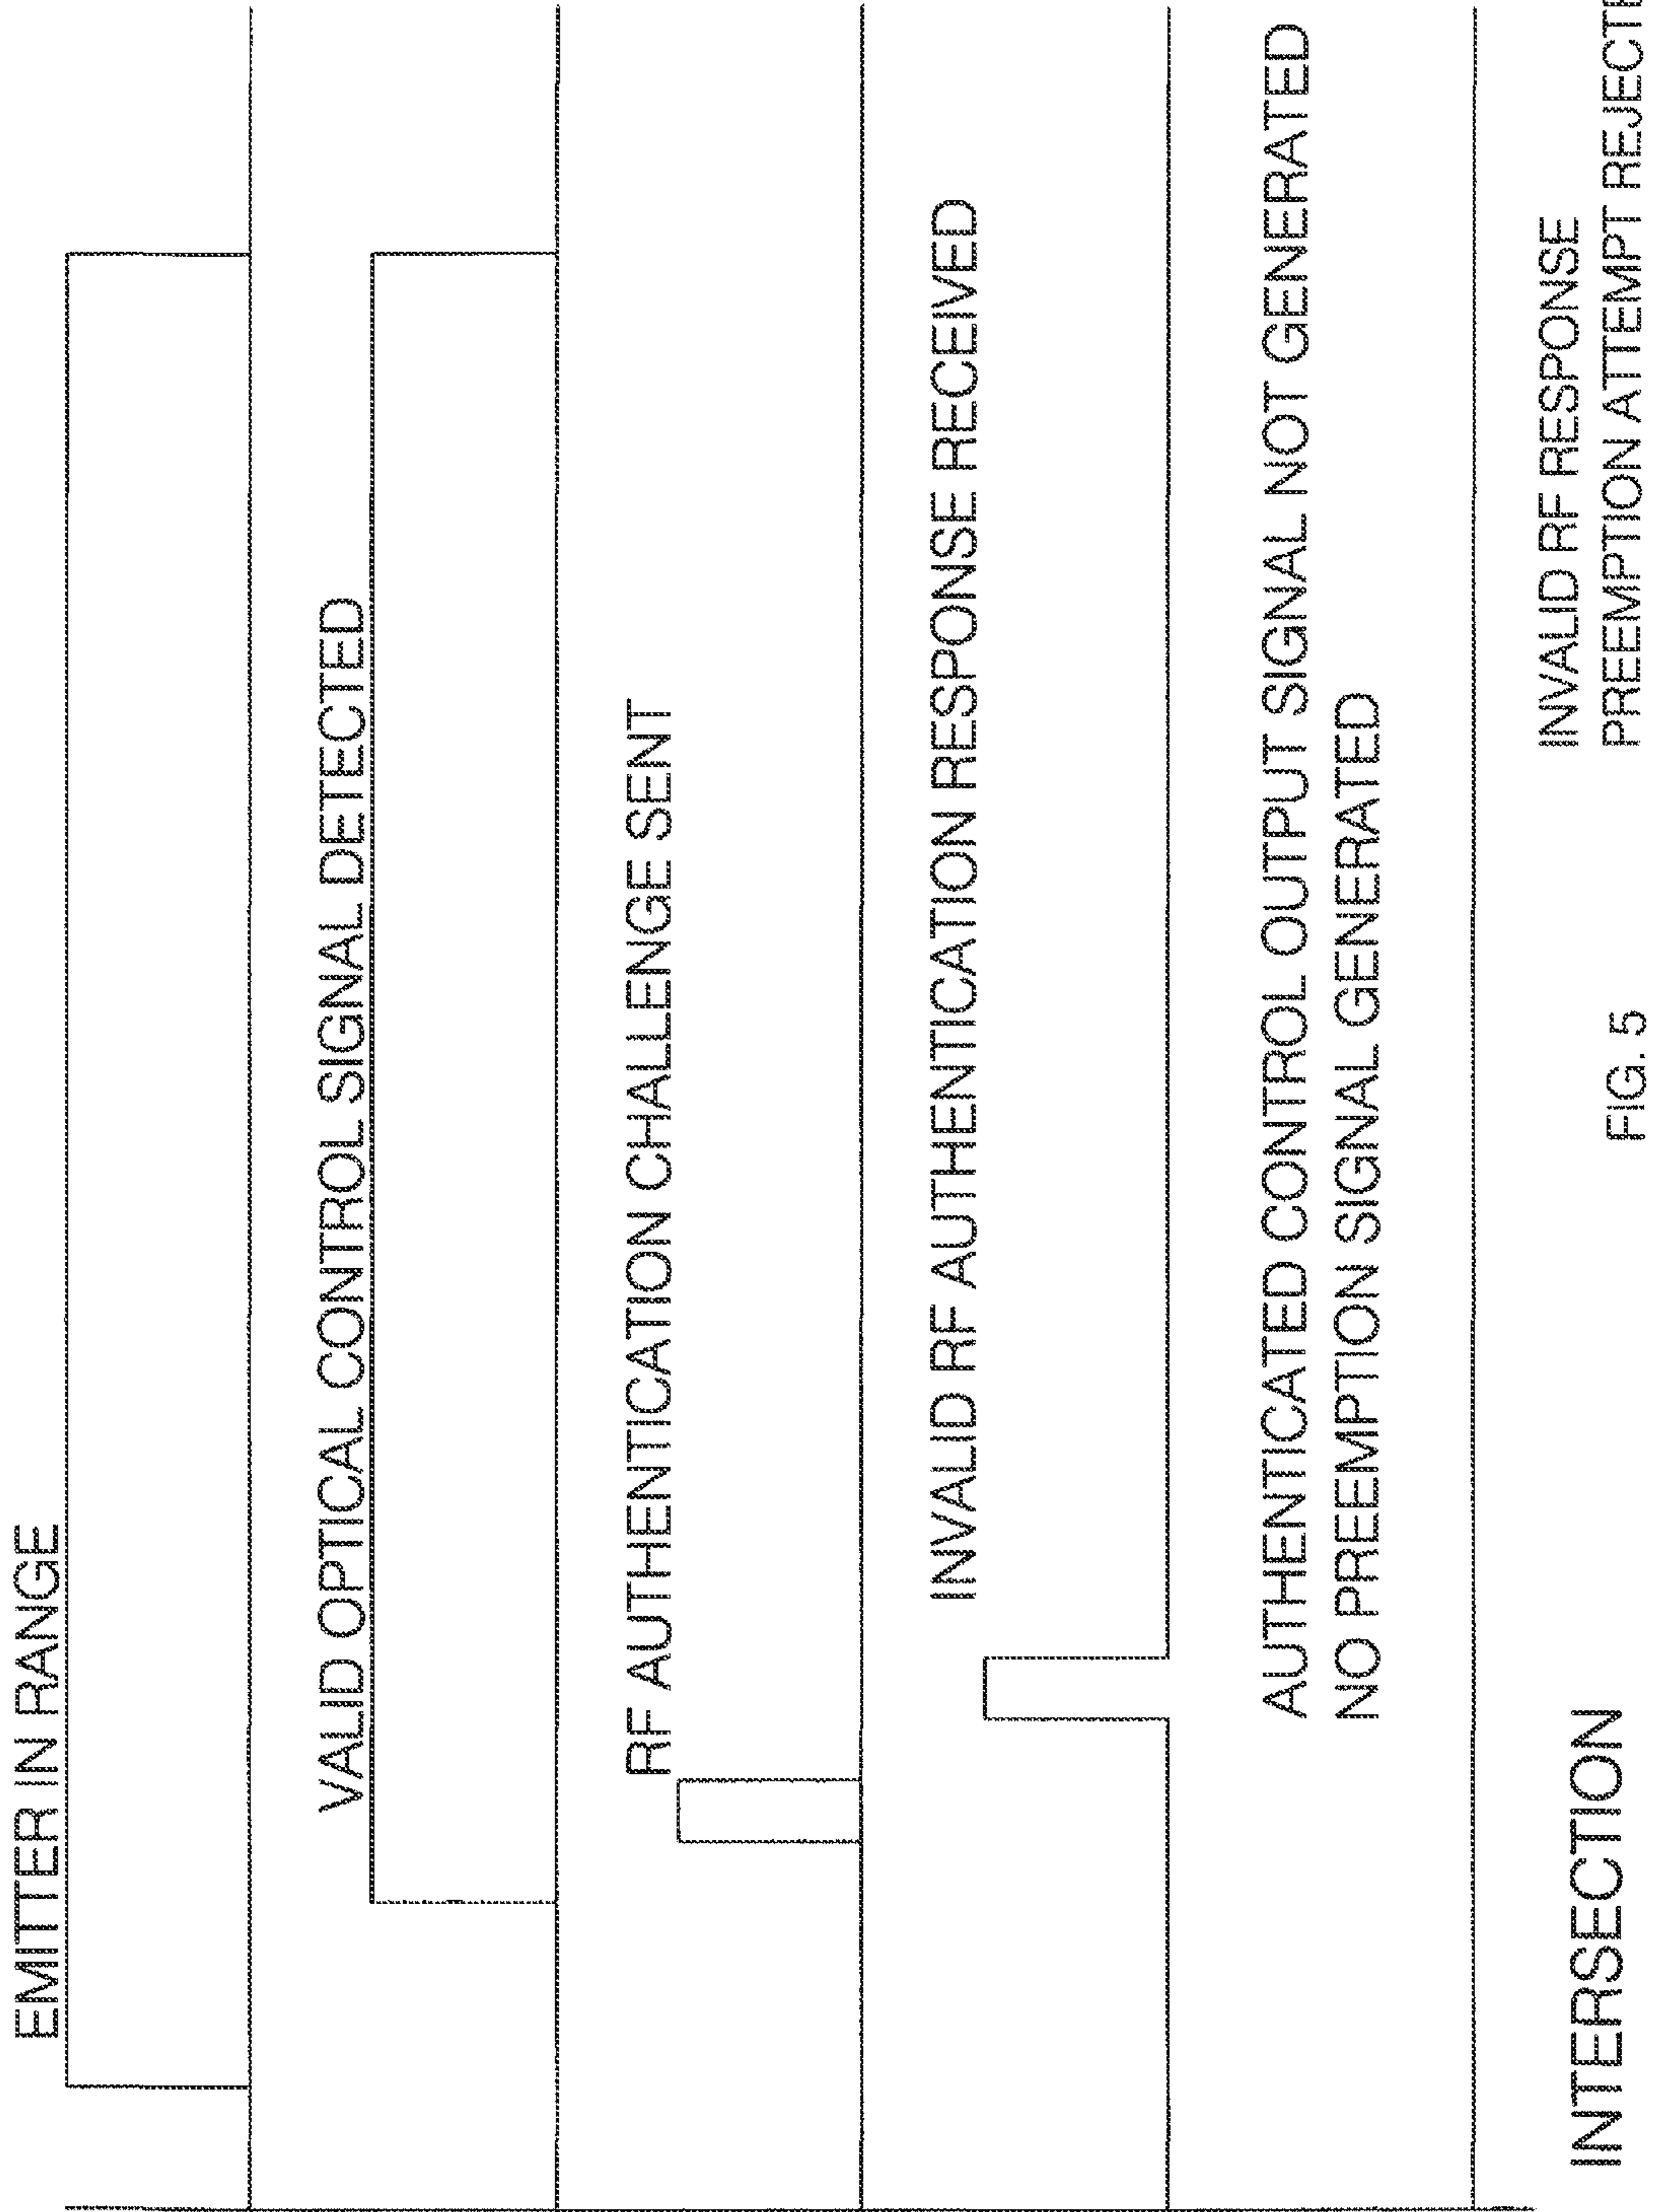 EMITTER IN RANGE
VALID OPTICAL CONTROL SIGNAL DETECTED
RF AUTHENTICATION CHALLENGE SENT
INVALID RF AUTHENTICATION RESPONSE RECEIVED
AUTHENTICATED CONTROL OUTPUT SIGNAL NOT GENERATED
NO PREEMPTION SIGNAL GENERATED
INTERSECTION
INVALID RF RESPONSE
PREEMPTION ATTEMPT
FIG. 5